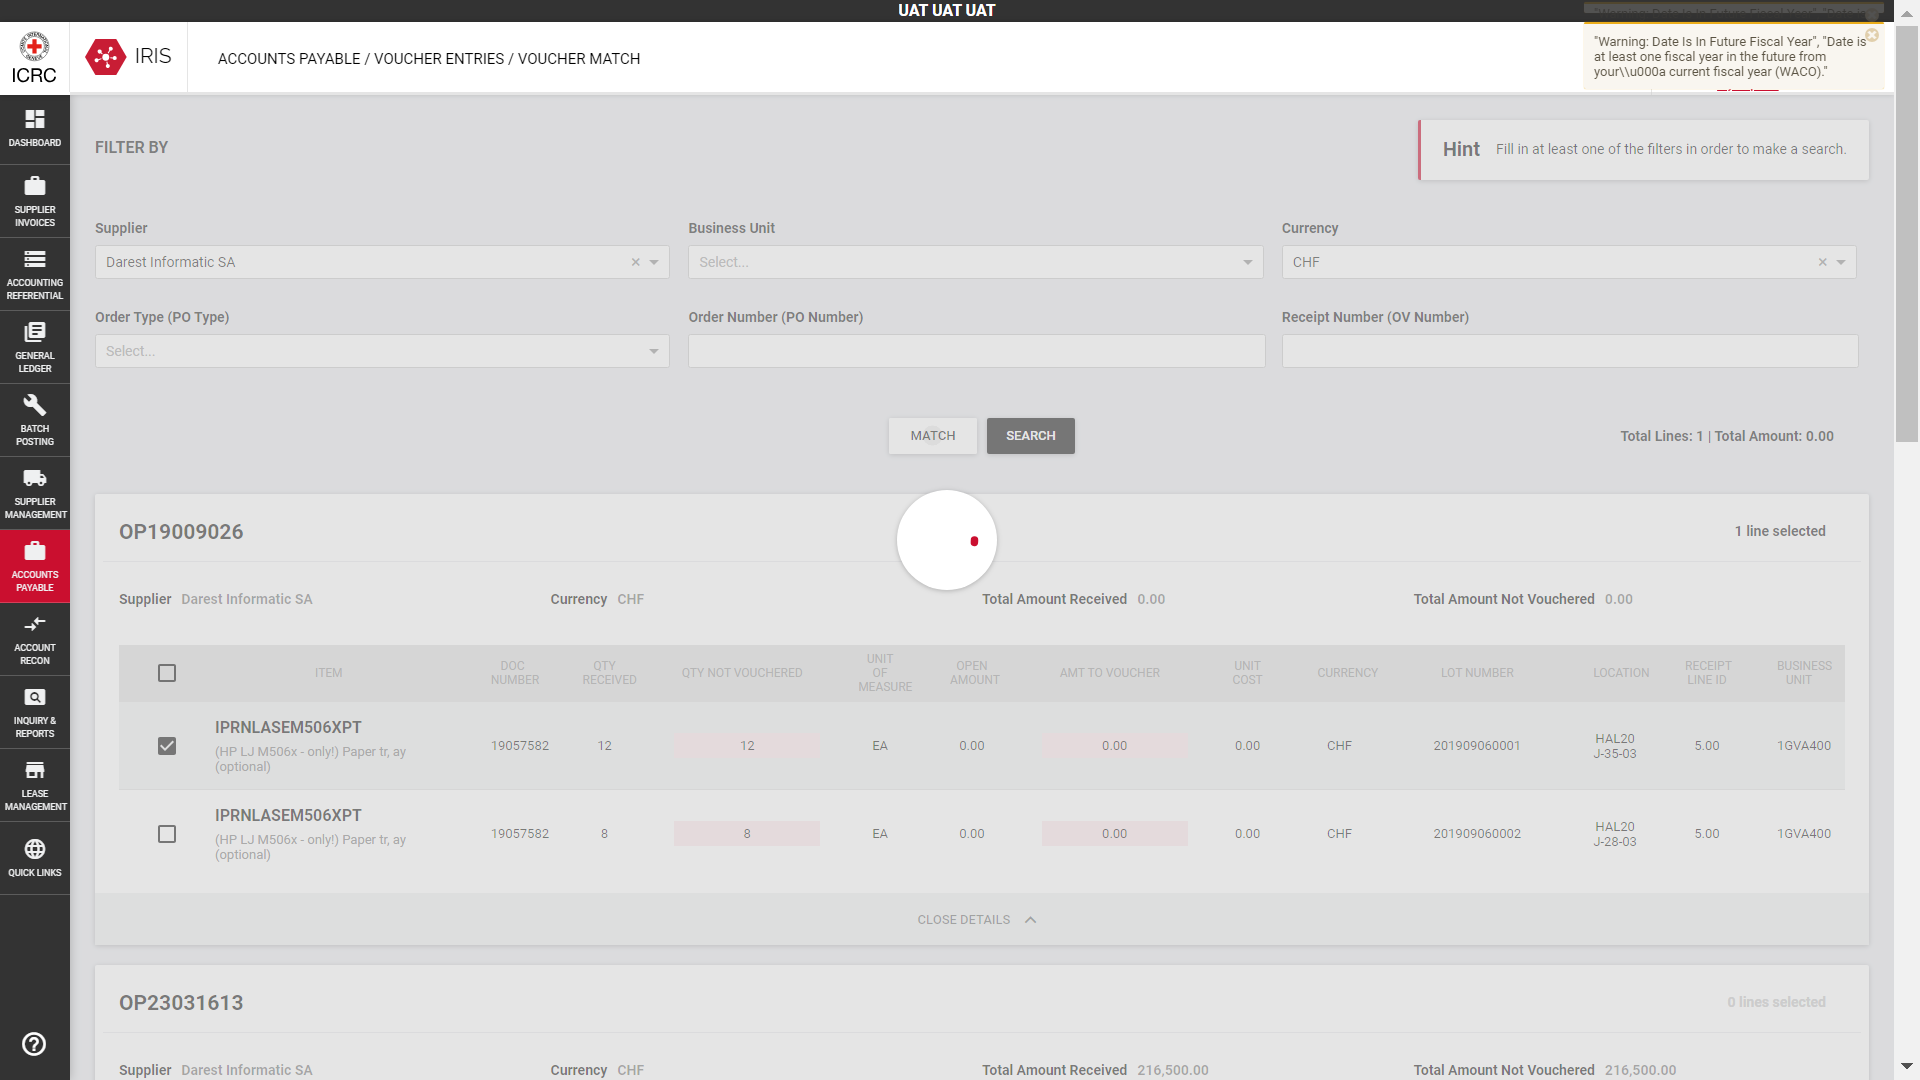 UAT UAT UAT
ICRC
IRIS
ACCOUNTS PAYABLE / VOUCHER ENTRIES / VOUCHER MATCH
"Warning: Date Is In Future Fiscal Year", "Date is
at least one fiscal year in the future from
your\\u000a current fiscal year (WACO)."
DASHBOARD
SUPPLIER
INVOICES
ACCOUNTING
REFERENTIAL
GENERAL
LEDGER
BATCH
POSTING
SUPPLIER
MANAGEMENT
ACCOUNTS
PAYABLE
ACCOUNT
RECON
INQUIRY &
REPORTS
LEASE
MANAGEMENT
QUICK LINKS
FILTER BY
Hint Fill in at least one of the filters in order to make a search.
Supplier Business Unit Currency
Darest Informatic SA Select... CHF
Order Type (PO Type) Order Number (PO Number) Receipt Number (OV Number)
Select...
MATCH SEARCH Total Lines: 1 | Total Amount: 0.00
OP19009026 1 line selected
Supplier Darest Informatic SA Currency CHF Total Amount Received 0.00 Total Amount Not Vouchered 0.00
ITEM DOC NUMBER QTY RECEIVED QTY NOT VOUCHERED UNIT OF MEASURE OPEN AMOUNT AMT TO VOUCHER UNIT COST CURRENCY LOT NUMBER LOCATION RECEIPT LINE ID BUSINESS UNIT
IPRNLASEM506XPT
(HP LJ M506x - only!) Paper tr, ay
(optional)
19057582 12 12 EA 0.00 0.00 0.00 CHF 201909060001 HAL20 J-35-03 5.00 1GVA400
IPRNLASEM506XPT
(HP LJ M506x - only!) Paper tr, ay
(optional)
19057582 8 8 EA 0.00 0.00 0.00 CHF 201909060002 HAL20 J-28-03 5.00 1GVA400
CLOSE DETAILS
OP23031613 0 lines selected
Supplier Darest Informatic SA Currency CHF Total Amount Received 216,500.00 Total Amount Not Vouchered 216,500.00